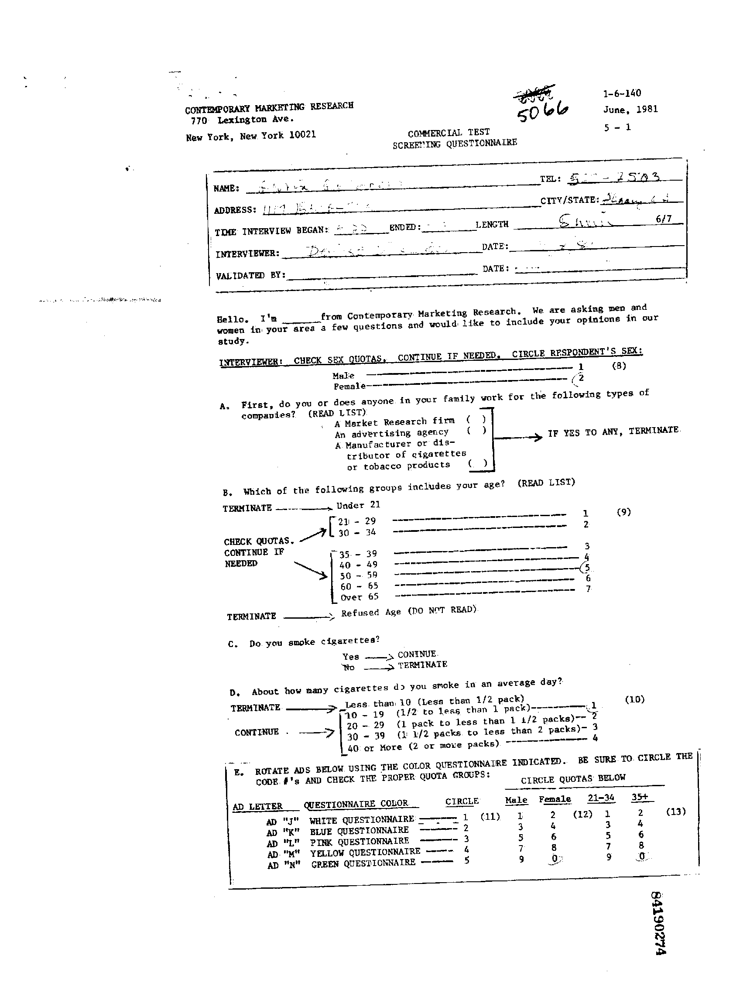 5066
1-6-140
CONTEMPORARY MARKETING RESEARCH
770 Lexington Ave.
June, 1981
New York, New York 10021
5 - 1
COMMERCIAL TEST
SCREENING QUESTIONNAIRE
NAME: TEL: 2503
ADDRESS: CITY/STATE:
TIME INTERVIEW BEGAN: ENDED: LENGTH 6/7
INTERVIEWER: DATE:
VALIDATED BY: DATE:
Hello. I'm ______from Contemporary Marketing Research. We are asking men and
women in your area a few questions and would like to include your opinions in our
study.
INTERVIEWER: CHECK SEX QUOTAS, CONTINUE IF NEEDED, CIRCLE RESPONDENT'S SEX:
Male 1 (8)
Female 2
A. First, do you or does anyone in your family work for the following types of
companies? (READ LIST)
A Market Research firm ( )
An advertising agency ( )
IF YES TO ANY, TERMINATE
A Manufacturer or dis-
tributor of cigarettes
or tobacco products ( )
B. Which of the following groups includes your age? (READ LIST)
TERMINATE Under 21
21 - 29 1 (9)
30 - 34 2
CHECK QUOTAS.
CONTINUE IF
NEEDED
35 - 39 3
40 - 49 4
50 - 59 5
60 - 65 6
Over 65 7
TERMINATE Refused Age (DO NOT READ)
C. Do you smoke cigarettes?
Yes CONTINUE
No TERMINATE
D. About how many cigarettes do you smoke in an average day?
TERMINATE Less than 10 (Less than 1/2 pack) (10)
10 - 19 (1/2 to less than 1 pack) 1
20 - 29 (1 pack to less than 1 1/2 packs)-- 2
CONTINUE 30 - 39 (1 1/2 packs to less than 2 packs)- 3
40 or More (2 or more packs) 4
E. ROTATE ADS BELOW USING THE COLOR QUESTIONNAIRE INDICATED. BE SURE TO CIRCLE THE
CODE #'s AND CHECK THE PROPER QUOTA GROUPS:
CIRCLE QUOTAS BELOW
AD LETTER QUESTIONNAIRE COLOR CIRCLE Male Female 21-34 35+
AD "J" WHITE QUESTIONNAIRE 1 (11) 1 2 (12) 1 2 (13)
AD "K" BLUE QUESTIONNAIRE 2 3 4 3 4
AD "L" PINK QUESTIONNAIRE 3 5 6 5 6
AD "M" YELLOW QUESTIONNAIRE 4 7 8 7 8
AD "N" GREEN QUESTIONNAIRE 5 9 0 9 0
84190274